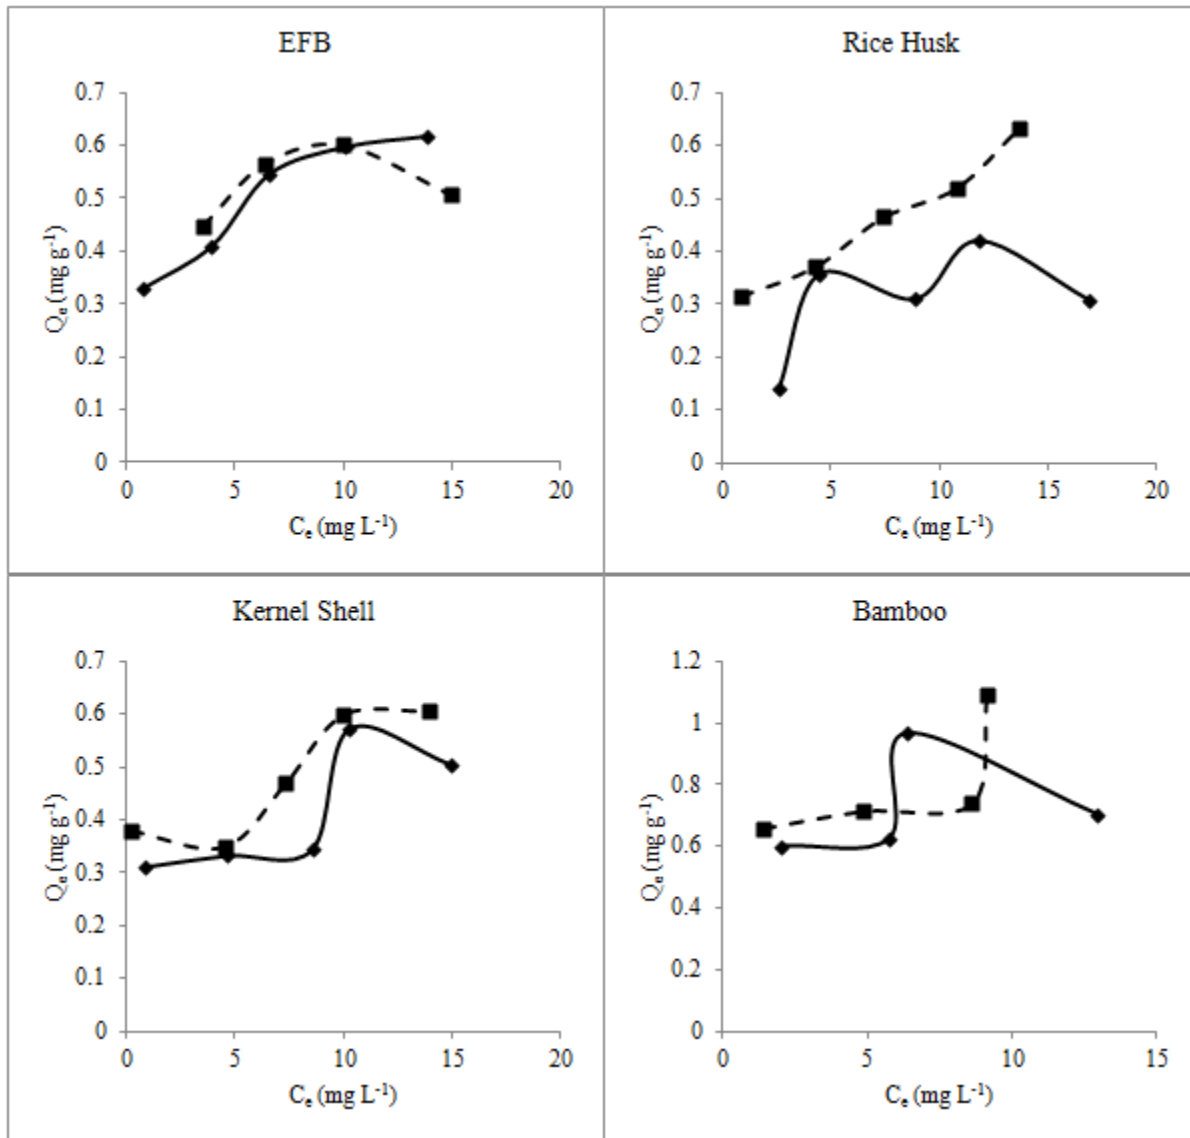 EFB
0.7
0.6
0.5
0.4
0.3
0.2
0.1
0
Qe (mg g-1)
0 5 10 15 20
Ce (mg L-1)
Rice Husk
0.7
0.6
0.5
0.4
0.3
0.2
0.1
0
Qe (mg g-1)
0 5 10 15 20
Ce (mg L-1)
Kernel Shell
0.7
0.6
0.5
0.4
0.3
0.2
0.1
0
Qe (mg g-1)
0 5 10 15 20
Ce (mg L-1)
Bamboo
1.2
1
0.8
0.6
0.4
0.2
0
Qe (mg g-1)
0 5 10 15
Ce (mg L-1)